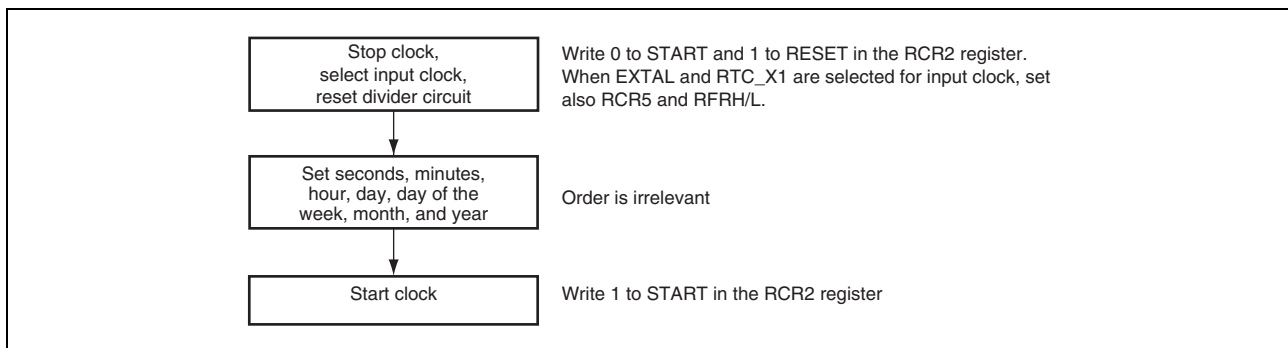 Stop clock,
select input clock,
reset divider circuit
Write 0 to START and 1 to RESET in the RCR2 register.
When EXTAL and RTC_X1 are selected for input clock, set
also RCR5 and RFRH/L.
Set seconds, minutes,
hour, day, day of the
week, month, and year
Order is irrelevant
Start clock
Write 1 to START in the RCR2 register